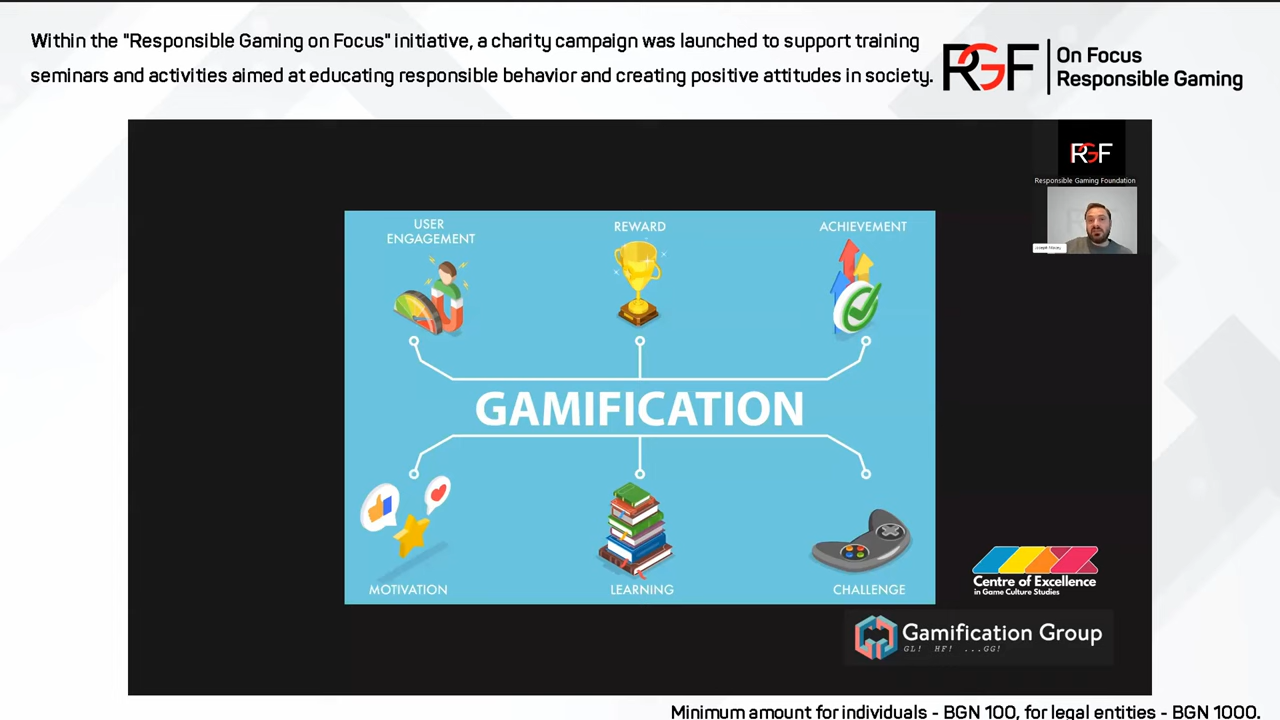 Within the "Responsible Gaming on Focus" initiative, a charity campaign was launched to support training
seminars and activities aimed at educating responsible behavior and creating positive attitudes in society.
RGF
On Focus
Responsible Gaming
RGF
Responsible Gaming Foundation
USER
ENGAGEMENT
REWARD
ACHIEVEMENT
GAMIFICATION
MOTIVATION
LEARNING
CHALLENGE
Centre of Excellence
in Game Culture Studies
Gamification Group
GL! HF! ...GG!
Minimum amount for individuals - BGN 100, for legal entities - BGN 1000.